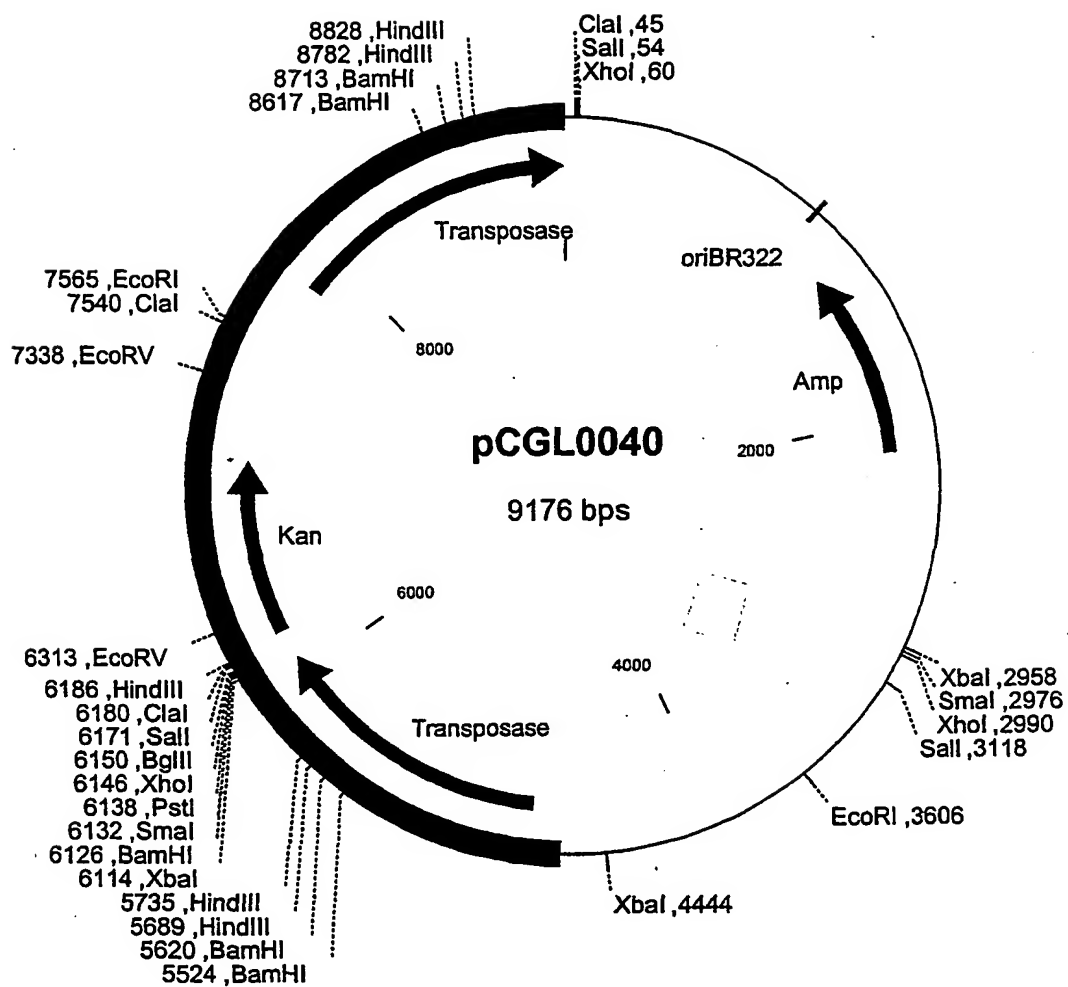 8828 ,HindIII
8782 ,HindIII
8713 ,BamHI
8617 ,BamHI
ClaI ,45
SalI ,54
XhoI ,60
Transposase
oriBR322
7565 ,EcoRI
7540 ,ClaI
7338 ,EcoRV
8000
Amp
2000
pCGL0040
9176 bps
Kan
6000
4000
6313 ,EcoRV
6186 ,HindIII
6180 ,ClaI
6171 ,SalI
6150 ,BglII
6146 ,XhoI
6138 ,PstI
6132 ,SmaI
6126 ,BamHI
6114 ,XbaI
5735 ,HindIII
5689 ,HindIII
5620 ,BamHI
5524 ,BamHI
Transposase
XbaI ,2958
SmaI ,2976
XhoI ,2990
SalI ,3118
EcoRI ,3606
XbaI ,4444